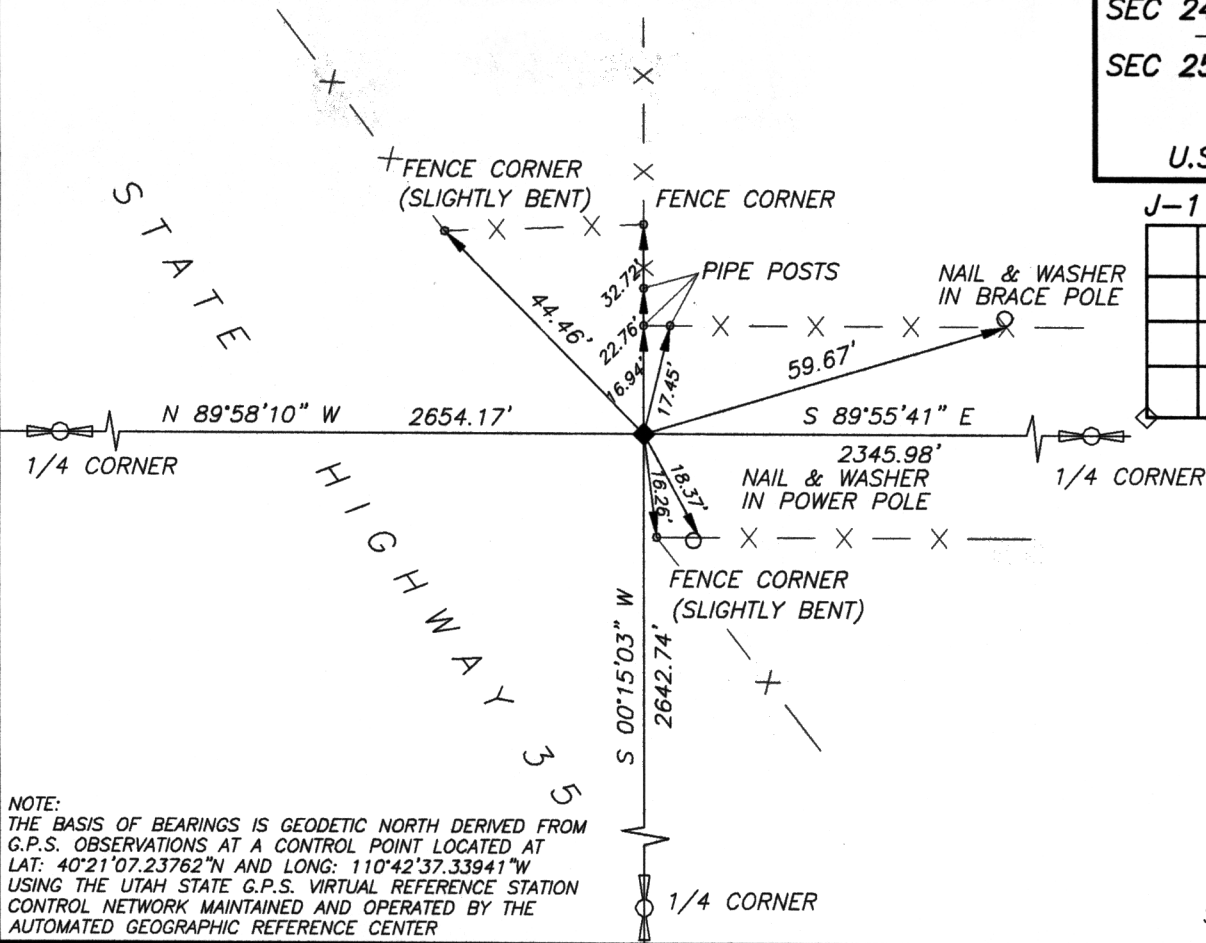 SEC 24
SEC 25
U.S
J-1
FENCE CORNER
(SLIGHTLY BENT)
FENCE CORNER
PIPE POSTS
NAIL & WASHER
IN BRACE POLE
STATE HIGHWAY 35
32.72'
22.76'
16.94'
17.45'
44.46'
59.67'
N 89°58'10" W
2654.17'
S 89°55'41" E
2345.98'
1/4 CORNER
1/4 CORNER
18.37'
16.26'
NAIL & WASHER
IN POWER POLE
FENCE CORNER
(SLIGHTLY BENT)
S 00°15'03" W
2642.74'
1/4 CORNER
NOTE:
THE BASIS OF BEARINGS IS GEODETIC NORTH DERIVED FROM
G.P.S. OBSERVATIONS AT A CONTROL POINT LOCATED AT
LAT: 40°21'07.23762"N AND LONG: 110°42'37.33941"W
USING THE UTAH STATE G.P.S. VIRTUAL REFERENCE STATION
CONTROL NETWORK MAINTAINED AND OPERATED BY THE
AUTOMATED GEOGRAPHIC REFERENCE CENTER